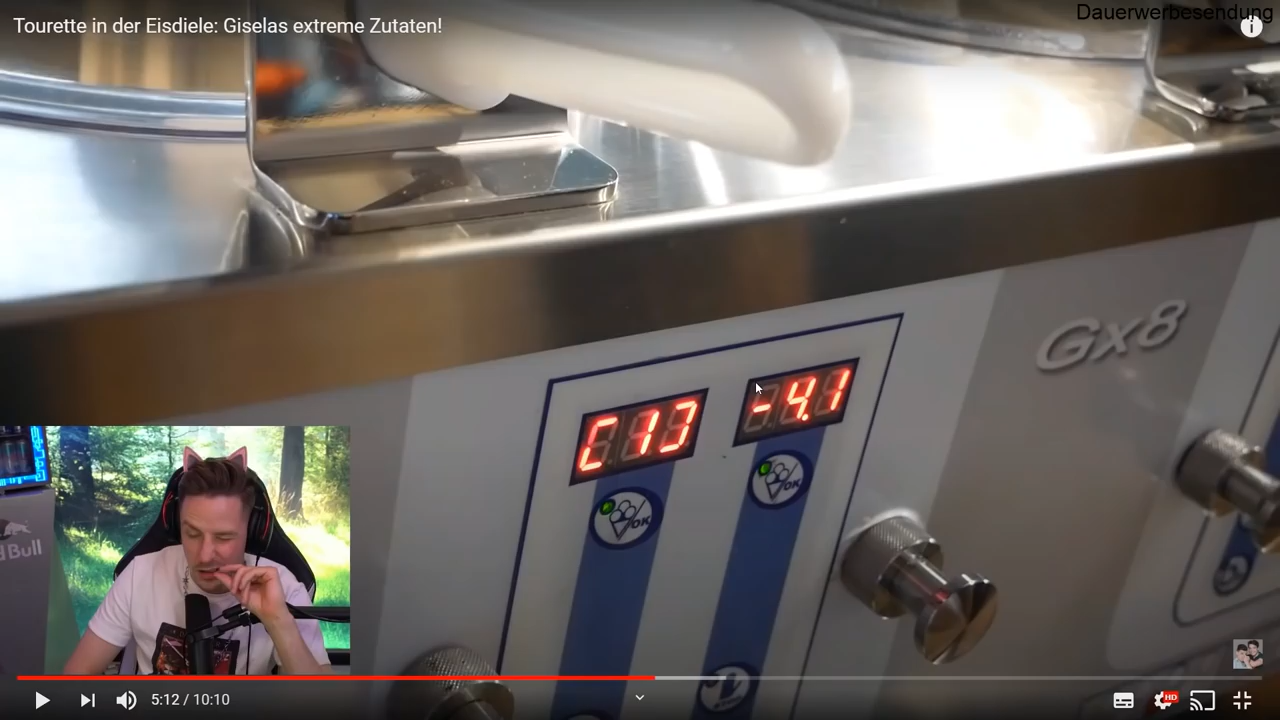 Tourette in der Eisdiele: Giselas extreme Zutaten!
Dauerwerbesendung
Gx8
-4.1
OK
OK
Bull
5:12 / 10:10
HD